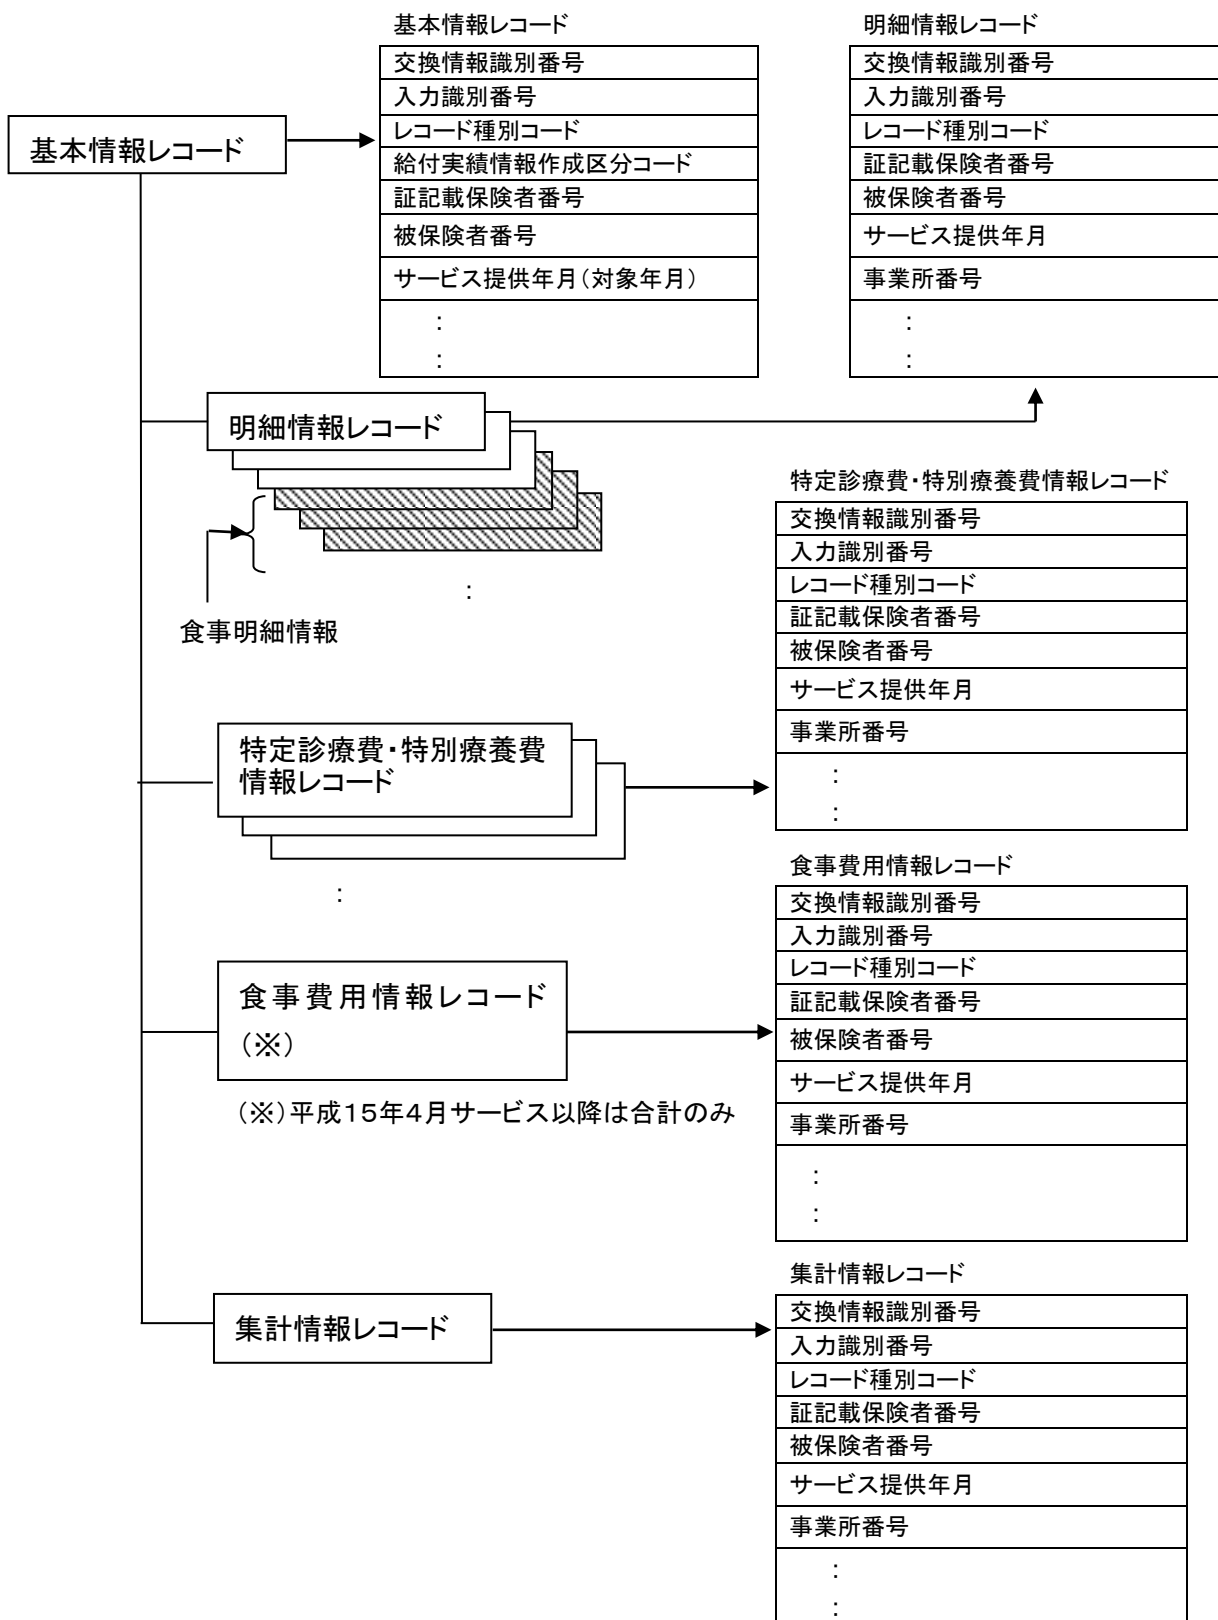 基本情報レコード
交換情報識別番号
入力識別番号
レコード種別コード
給付実績情報作成区分コード
証記載保険者番号
被保険者番号
サービス提供年月(対象年月)
:
:
明細情報レコード
交換情報識別番号
入力識別番号
レコード種別コード
証記載保険者番号
被保険者番号
サービス提供年月
事業所番号
:
:
基本情報レコード
明細情報レコード
:
食事明細情報
特定診療費・特別療養費情報レコード
交換情報識別番号
入力識別番号
レコード種別コード
証記載保険者番号
被保険者番号
サービス提供年月
事業所番号
:
:
特定診療費・特別療養費
情報レコード
:
食事費用情報レコード
交換情報識別番号
入力識別番号
レコード種別コード
証記載保険者番号
被保険者番号
サービス提供年月
事業所番号
:
:
食事費用情報レコード
(※)
(※)平成15年4月サービス以降は合計のみ
集計情報レコード
交換情報識別番号
入力識別番号
レコード種別コード
証記載保険者番号
被保険者番号
サービス提供年月
事業所番号
:
:
集計情報レコード